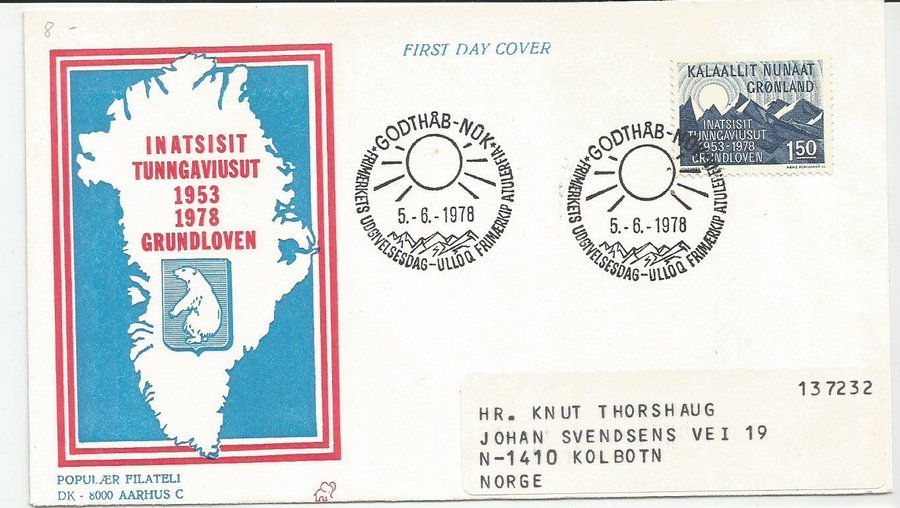 8.-
FIRST DAY COVER
INATSISIT
TUNNGAVIUSUT
1953
1978
GRUNDLOVEN
GODTHÅB-NÛK
5.-6.-1978
*FRIMÆRKETS UDGIVELSESDAG-ULLOQ FRIMÆRKIP ATULERFIA*
GODTHÅB-NÛK
5.-6.-1978
*FRIMÆRKETS UDGIVELSESDAG-ULLOQ FRIMÆRKIP ATULERFIA*
KALAALLIT NUNAAT
GRØNLAND
INATSISIT
TUNNGAVIUSUT
1953-1978
GRUNDLOVEN
150
137232
HR. KNUT THORSHAUG
JOHAN SVENDSENS VEI 19
N-1410 KOLBOTN
NORGE
POPULÆR FILATELI
DK - 8000 AARHUS C